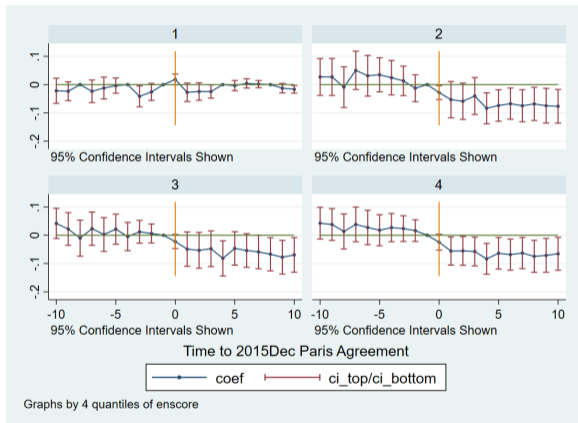 1 2
.1
0
-.1
-.2
95% Confidence Intervals Shown 95% Confidence Intervals Shown
3 4
.1
0
-.1
-.2
-10 -5 0 5 10 -10 -5 0 5 10
95% Confidence Intervals Shown 95% Confidence Intervals Shown
Time to 2015Dec Paris Agreement
coef ci_top/ci_bottom
Graphs by 4 quantiles of enscore